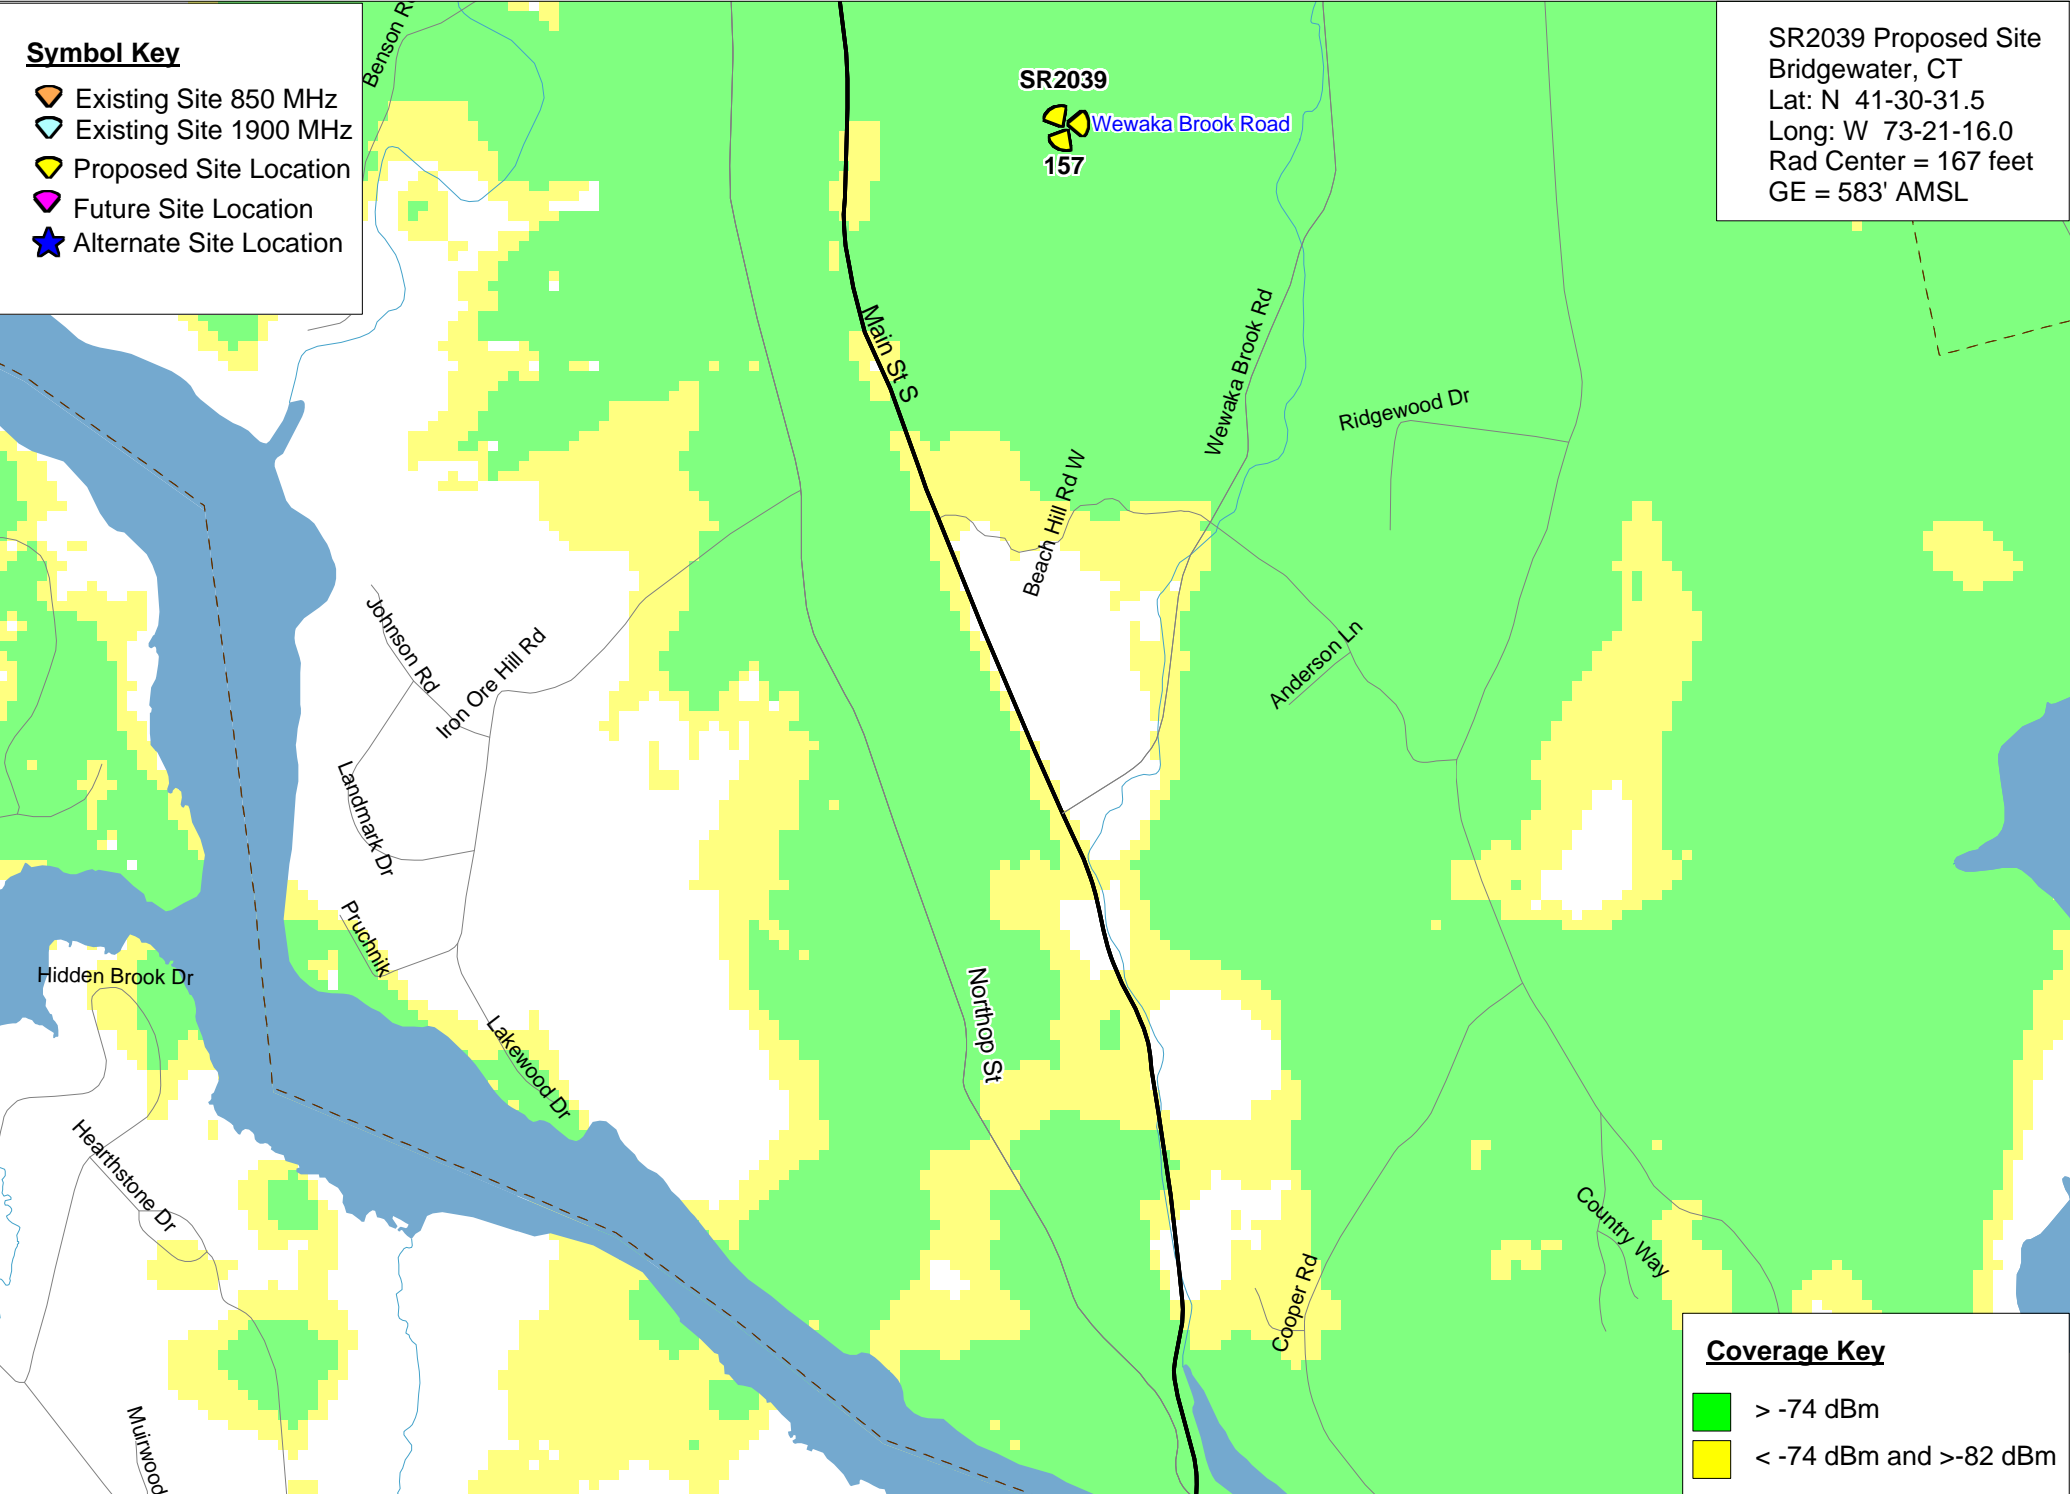 Symbol Key
Existing Site 850 MHz
Existing Site 1900 MHz
Proposed Site Location
Future Site Location
Alternate Site Location
SR2039 Proposed Site
Bridgewater, CT
Lat: N 41-30-31.5
Long: W 73-21-16.0
Rad Center = 167 feet
GE = 583' AMSL
Benson R
SR2039
Wewaka Brook Road
157
Main St S
Wewaka Brook Rd
Ridgewood Dr
Beach Hill Rd W
Johnson Rd
Iron Ore Hill Rd
Anderson Ln
Landmark Dr
Pruchnik
Hidden Brook Dr
Northop St
Lakewood Dr
Hearthstone Dr
Country Way
Cooper Rd
Muirwood
Coverage Key
> -74 dBm
< -74 dBm and >-82 dBm